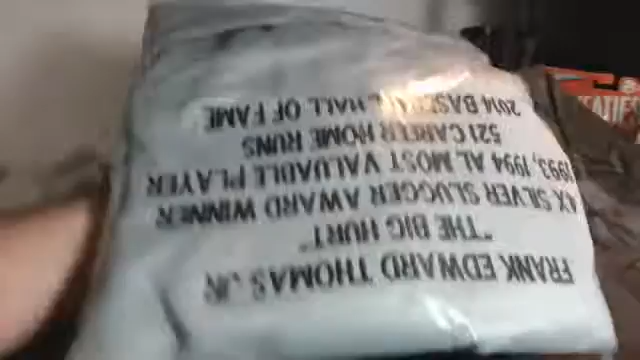 FRANK EDWARD THOMAS JR
"THE BIG HURT"
4X SILVER SLUGGER AWARD WINNER
1993, 1994 AL MOST VALUABLE PLAYER
521 CAREER HOME RUNS
2014 BASEBALL HALL OF FAME